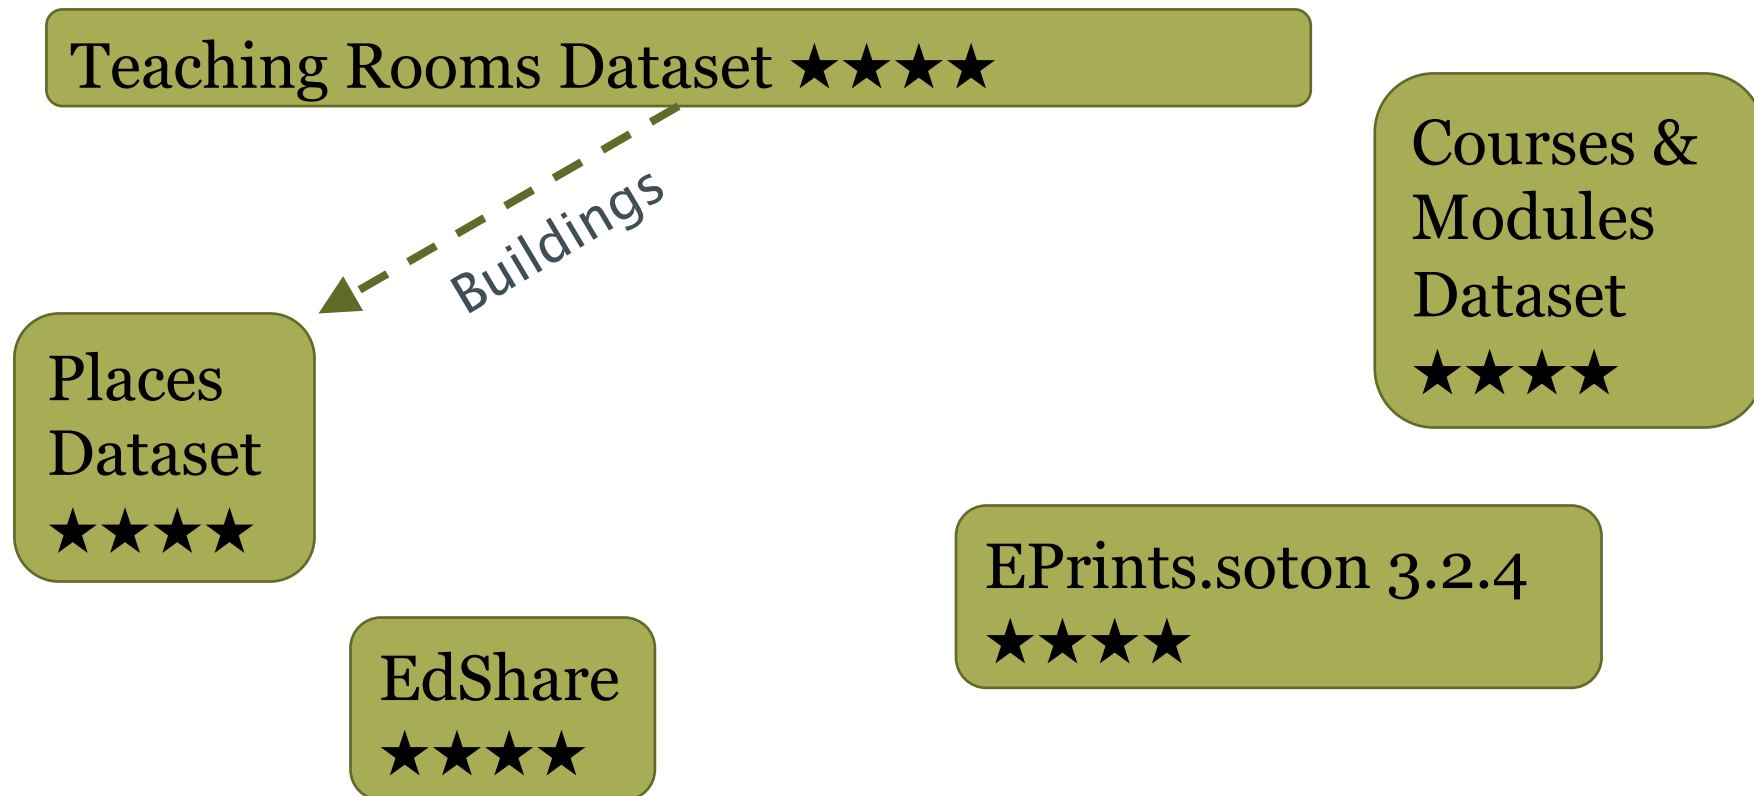 Teaching Rooms Dataset ★★★★
Buildings
Courses &
Modules
Dataset
★★★★
Places
Dataset
★★★★
EPrints.soton 3.2.4
★★★★
EdShare
★★★★